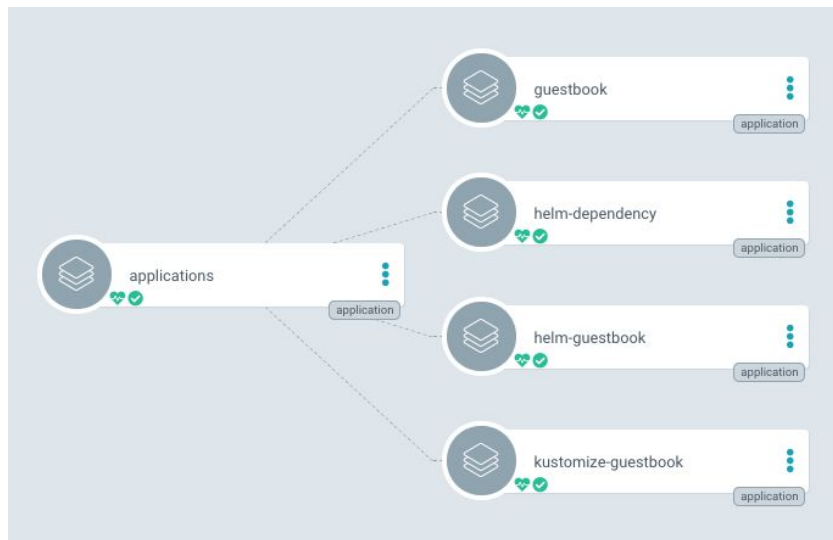 guestbook
application
helm-dependency
application
applications
application
helm-guestbook
application
kustomize-guestbook
application